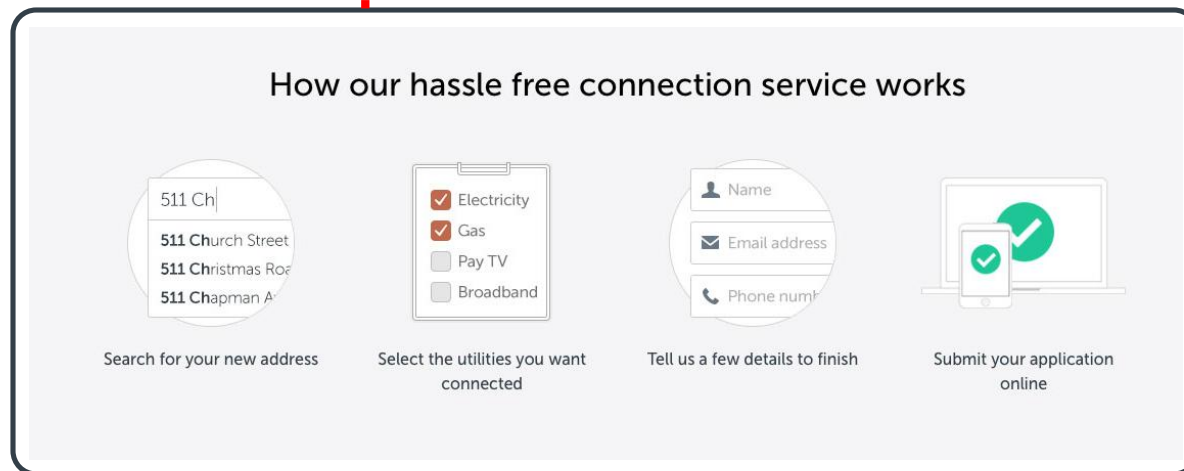 How our hassle free connection service works
511 Ch
511 Church Street
511 Christmas Roa
511 Chapman A
Search for your new address
Electricity
Gas
Pay TV
Broadband
Select the utilities you want
connected
Name
Email address
Phone numb
Tell us a few details to finish
Submit your application
online